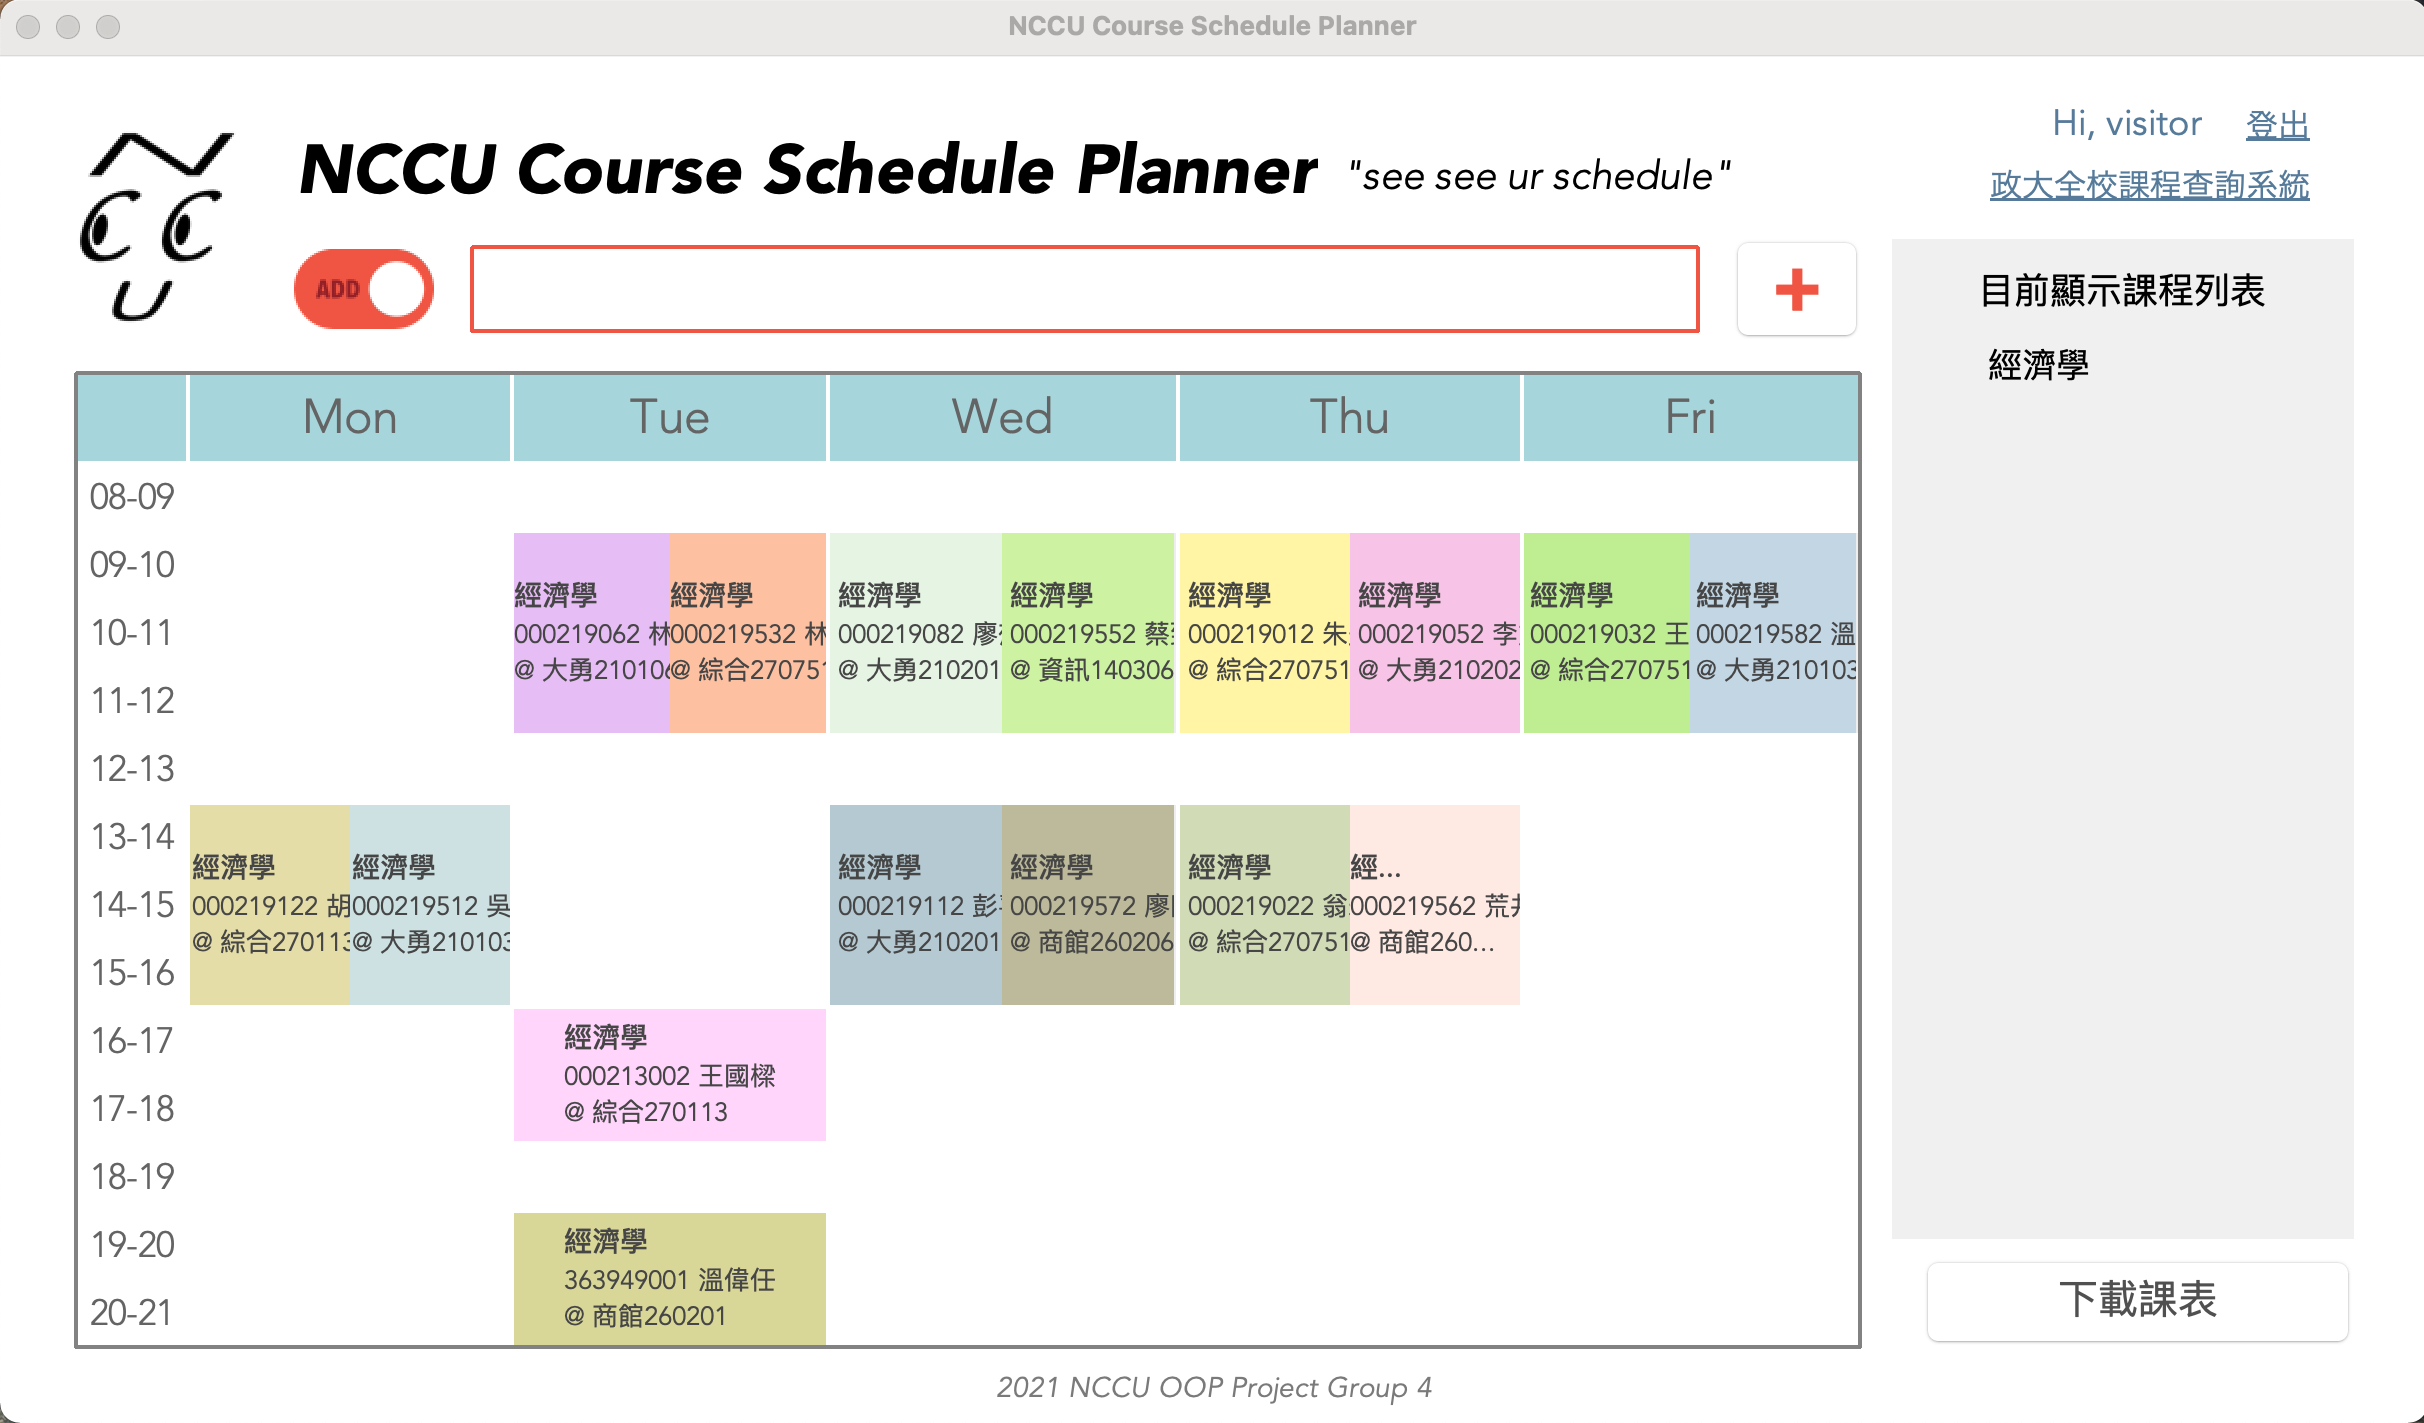 NCCU Course Schedule Planner
Hi, visitor 登出
政大全校課程查詢系統
N
CC
U
NCCU Course Schedule Planner "see see ur schedule"
ADD
+
目前顯示課程列表
經濟學
Mon Tue Wed Thu Fri
08-09
09-10
10-11
11-12
12-13
13-14
14-15
15-16
16-17
17-18
18-19
19-20
20-21
經濟學
000219062 林
@ 大勇21010
經濟學
000219532 林
@ 綜合27075
經濟學
000219082 廖
@ 大勇210201
經濟學
000219552 蔡
@ 資訊140306
經濟學
000219012 朱
@ 綜合270751
經濟學
000219052 李
@ 大勇210202
經濟學
000219032 王
@ 綜合270751
經濟學
000219582 溫
@ 大勇210103
經濟學
000219122 胡
@ 綜合270113
經濟學
000219512 吳
@ 大勇210103
經濟學
000219112 彭
@ 大勇210201
經濟學
000219572 廖
@ 商館260206
經濟學
000219022 翁
@ 綜合270751
經...
000219562 荒
@ 商館260...
經濟學
000213002 王國樑
@ 綜合270113
經濟學
363949001 溫偉任
@ 商館260201
下載課表
2021 NCCU OOP Project Group 4